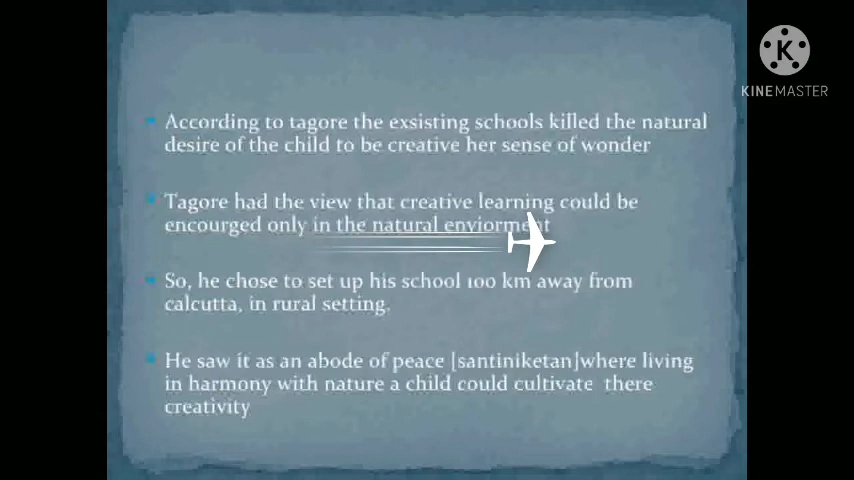 According to tagore the exsisting schools killed the natural
desire of the child to be creative her sense of wonder
Tagore had the view that creative learning could be
encourged only in the natural enviorment
So, he chose to set up his school 100 km away from
calcutta, in rural setting.
He saw it as an abode of peace [santiniketan]where living
in harmony with nature a child could cultivate there
creativity
K
KINEMASTER